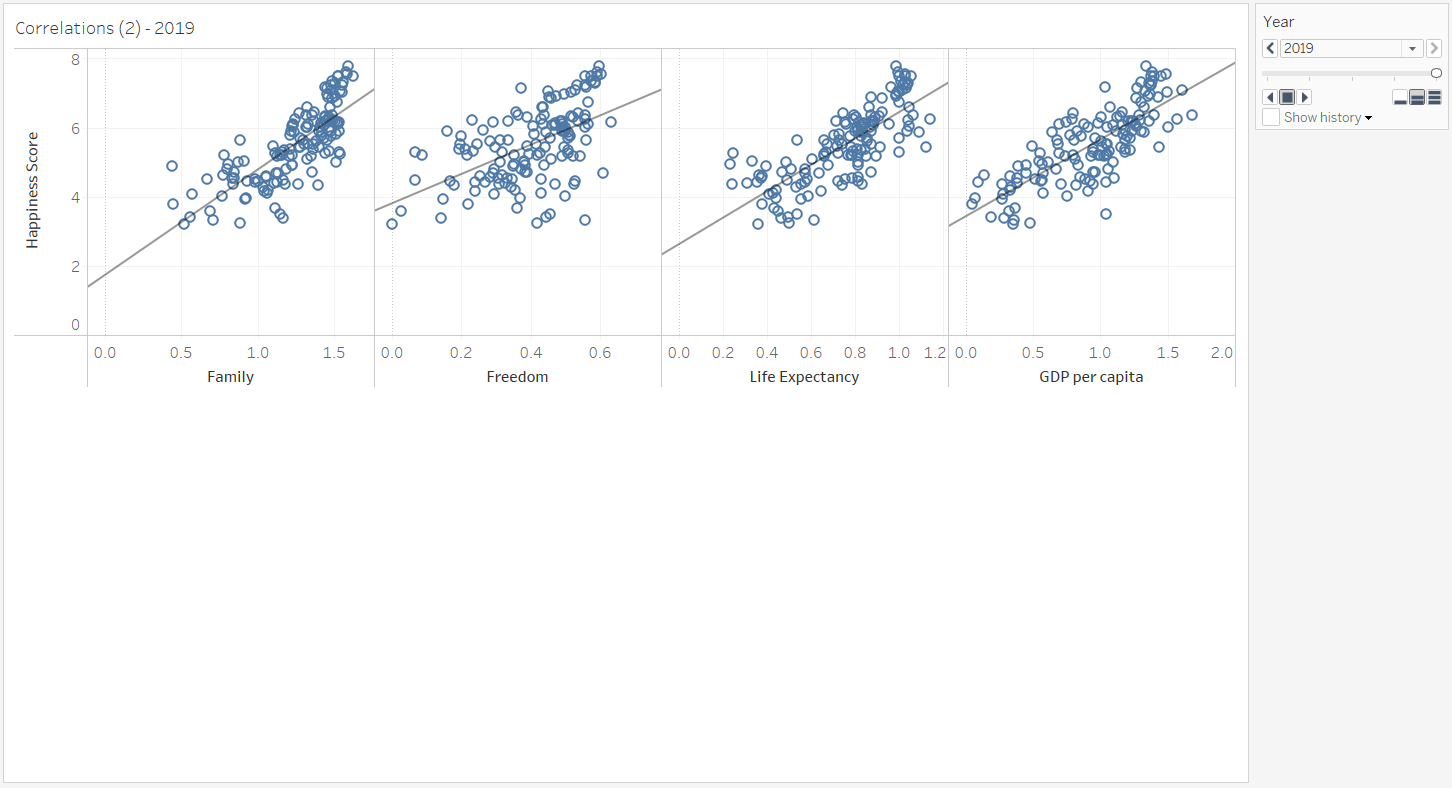 Correlations (2) - 2019
Happiness Score
8
6
4
2
0
0.0 0.5 1.0 1.5
Family
0.0 0.2 0.4 0.6
Freedom
0.0 0.2 0.4 0.6 0.8 1.0 1.2
Life Expectancy
0.0 0.5 1.0 1.5 2.0
GDP per capita
Year
2019
Show history